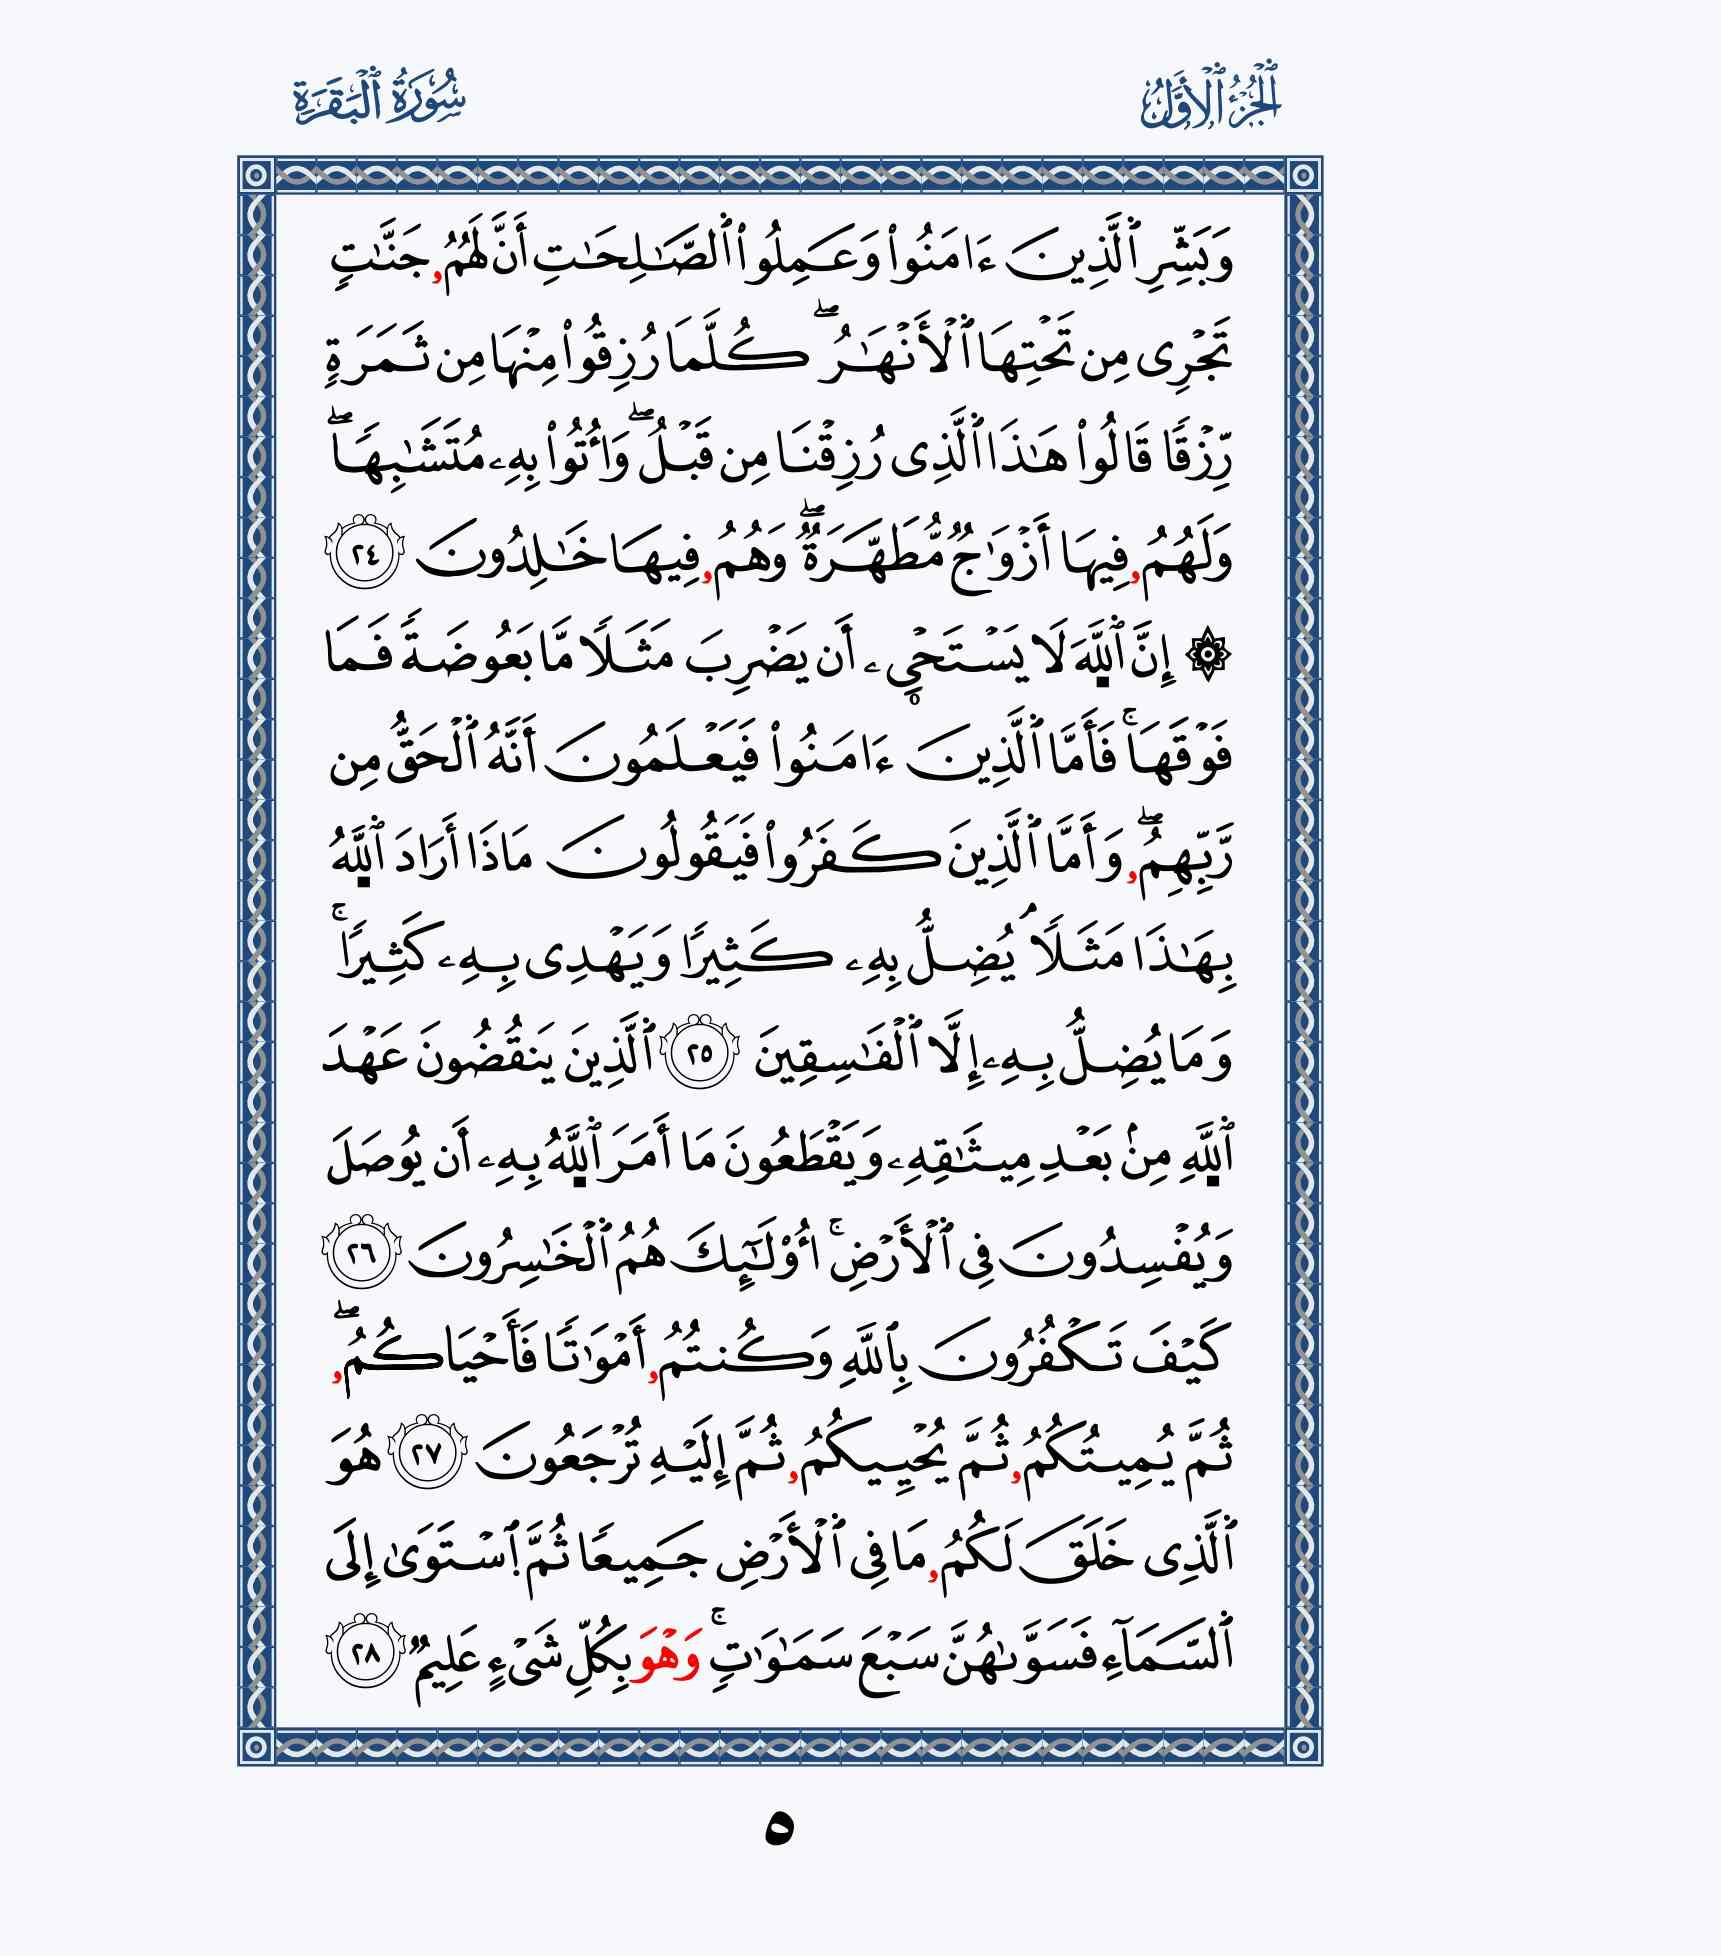 الجُزْءُ ٱلْأَوَّلُ
سُورَةُ ٱلْبَقَرَةِ
وَبَشِّرِ ٱلَّذِينَ ءَامَنُواْ وَعَمِلُواْ ٱلصَّٰلِحَٰتِ أَنَّ لَهُمُۥ جَنَّٰتٖ
تَجۡرِي مِن تَحۡتِهَا ٱلۡأَنۡهَٰرُۖ كُلَّمَا رُزِقُواْ مِنۡهَا مِن ثَمَرَةٖ
رِّزۡقٗا قَالُواْ هَٰذَا ٱلَّذِي رُزِقۡنَا مِن قَبۡلُۖ وَأُتُواْ بِهِۦ مُتَشَٰبِهٗاۖ
وَلَهُمُۥ فِيهَا أَزۡوَٰجٞ مُّطَهَّرَةٞۖ وَهُمُۥ فِيهَا خَٰلِدُونَ ٢٤
۞ إِنَّ ٱللَّهَ لَا يَسۡتَحۡيِۦ أَن يَضۡرِبَ مَثَلٗا مَّا بَعُوضَةٗ فَمَا
فَوۡقَهَاۚ فَأَمَّا ٱلَّذِينَ ءَامَنُواْ فَيَعۡلَمُونَ أَنَّهُ ٱلۡحَقُّ مِن
رَّبِّهِمُۥۖ وَأَمَّا ٱلَّذِينَ كَفَرُواْ فَيَقُولُونَ مَاذَا أَرَادَ ٱللَّهُ
بِهَٰذَا مَثَلٗاۘ يُضِلُّ بِهِۦ كَثِيرٗا وَيَهۡدِي بِهِۦ كَثِيرٗاۚ
وَمَا يُضِلُّ بِهِۦ إِلَّا ٱلۡفَٰسِقِينَ ٢٥ ٱلَّذِينَ يَنقُضُونَ عَهۡدَ
ٱللَّهِ مِنۢ بَعۡدِ مِيثَٰقِهِۦ وَيَقۡطَعُونَ مَا أَمَرَ ٱللَّهُ بِهِۦ أَن يُوصَلَ
وَيُفۡسِدُونَ فِي ٱلۡأَرۡضِۚ أُوْلَٰٓئِكَ هُمُ ٱلۡخَٰسِرُونَ ٢٦
كَيۡفَ تَكۡفُرُونَ بِٱللَّهِ وَكُنتُمُۥ أَمۡوَٰتٗا فَأَحۡيَاكُمُۥۖ
ثُمَّ يُمِيتُكُمُۥ ثُمَّ يُحۡيِيكُمُۥ ثُمَّ إِلَيۡهِ تُرۡجَعُونَ ٢٧ هُوَ
ٱلَّذِي خَلَقَ لَكُمُۥ مَا فِي ٱلۡأَرۡضِ جَمِيعٗا ثُمَّ ٱسۡتَوَىٰ إِلَى
ٱلسَّمَآءِ فَسَوَّىٰهُنَّ سَبۡعَ سَمَٰوَٰتٖۚ وَهۡوَ بِكُلِّ شَيۡءٍ عَلِيمٞ ٢٨
٥